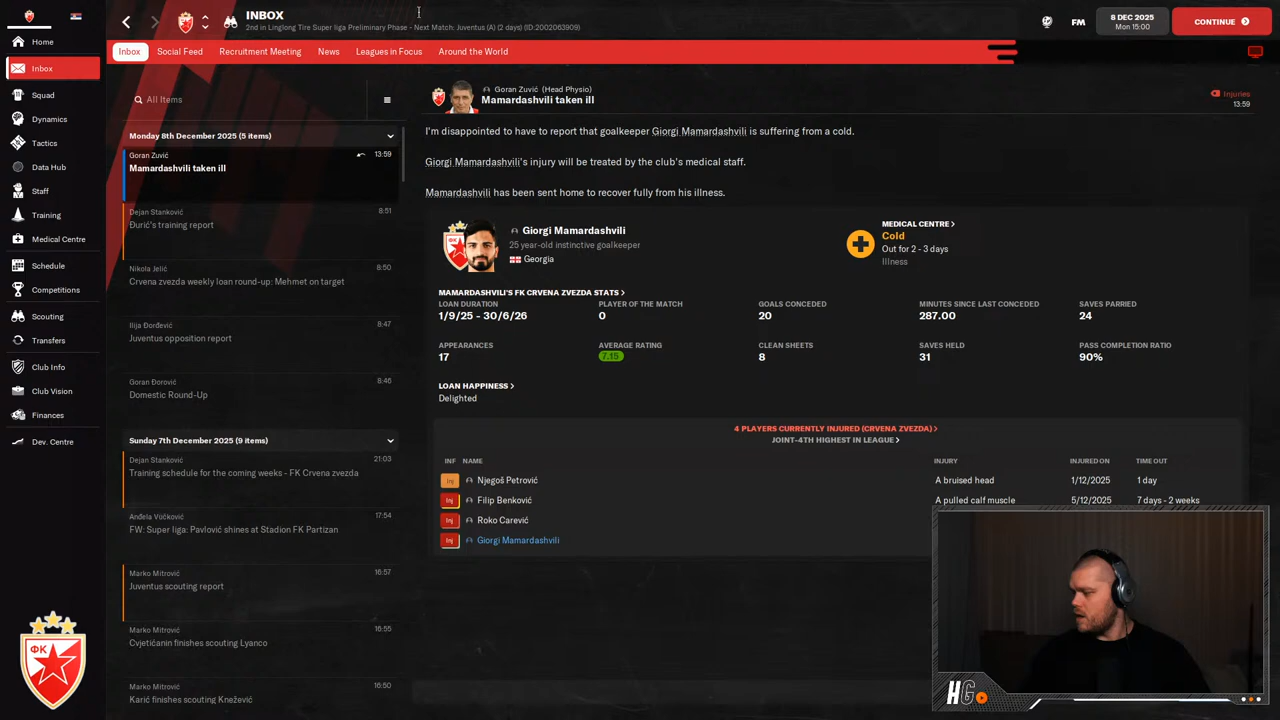 INBOX
2nd in Linglong Tire Super liga Preliminary Phase - Next Match: Juventus (A) (2 days) (ID:2002063909)
FM
8 DEC 2025
Mon 15:00
CONTINUE
Home
Inbox
Squad
Dynamics
Tactics
Data Hub
Staff
Training
Medical Centre
Schedule
Competitions
Scouting
Transfers
Club Info
Club Vision
Finances
Dev. Centre
Inbox
Social Feed
Recruitment Meeting
News
Leagues in Focus
Around the World
All Items
Monday 8th December 2025 (5 items)
Goran Zuvić
13:59
Mamardashvili taken ill
Dejan Stanković
8:51
Đurić's training report
Nikola Jelić
8:50
Crvena zvezda weekly loan round-up: Mehmet on target
Ilija Đorđević
8:47
Juventus opposition report
Goran Đorović
8:46
Domestic Round-Up
Sunday 7th December 2025 (9 items)
Dejan Stanković
21:03
Training schedule for the coming weeks - FK Crvena zvezda
Anđela Vučković
17:54
FW: Super liga: Pavlović shines at Stadion FK Partizan
Marko Mitrović
16:57
Juventus scouting report
Marko Mitrović
16:55
Cvjetićanin finishes scouting Lyanco
Marko Mitrović
16:50
Karić finishes scouting Knežević
Goran Zuvić (Head Physio)
Mamardashvili taken ill
Injuries
13:59
I'm disappointed to have to report that goalkeeper Giorgi Mamardashvili is suffering from a cold.
Giorgi Mamardashvili's injury will be treated by the club's medical staff.
Mamardashvili has been sent home to recover fully from his illness.
Giorgi Mamardashvili
25 year-old instinctive goalkeeper
Georgia
MEDICAL CENTRE >
Cold
Out for 2 - 3 days
Illness
MAMARDASHVILI'S FK CRVENA ZVEZDA STATS >
LOAN DURATION
1/9/25 - 30/6/26
PLAYER OF THE MATCH
0
GOALS CONCEDED
20
MINUTES SINCE LAST CONCEDED
287.00
SAVES PARRIED
24
APPEARANCES
17
AVERAGE RATING
7.15
CLEAN SHEETS
8
SAVES HELD
31
PASS COMPLETION RATIO
90%
LOAN HAPPINESS >
Delighted
4 PLAYERS CURRENTLY INJURED (CRVENA ZVEZDA) >
JOINT-4TH HIGHEST IN LEAGUE >
INF NAME INJURY INJURED ON TIME OUT
Inj Njegoš Petrović A bruised head 1/12/2025 1 day
Inj Filip Benković A pulled calf muscle 5/12/2025 7 days - 2 weeks
Inj Roko Carević
Inj Giorgi Mamardashvili
ФК
HG